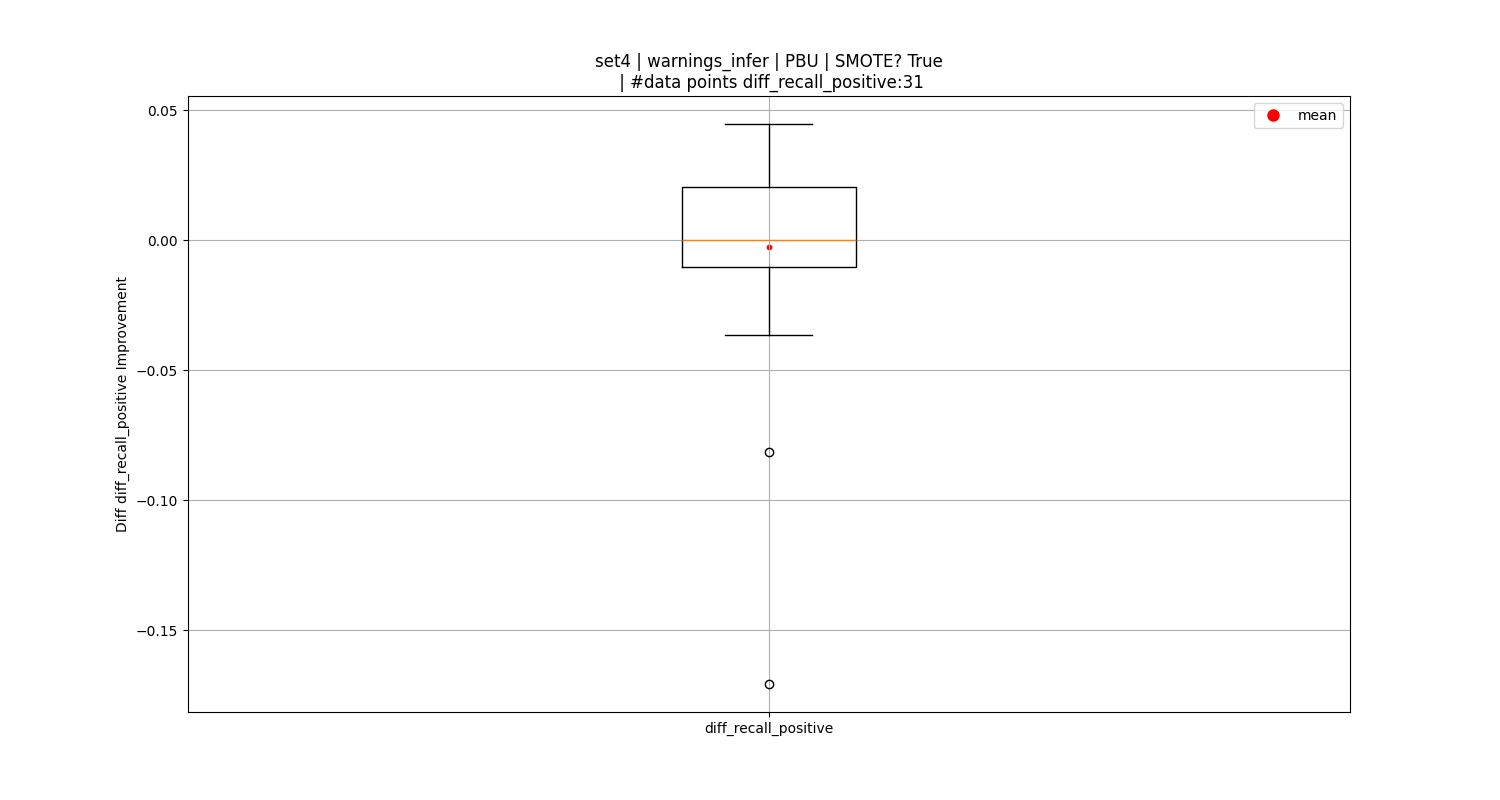 set4 | warnings_infer | PBU | SMOTE? True
| #data points diff_recall_positive:31
mean
0.05
0.00
−0.05
−0.10
−0.15
Diff diff_recall_positive Improvement
diff_recall_positive